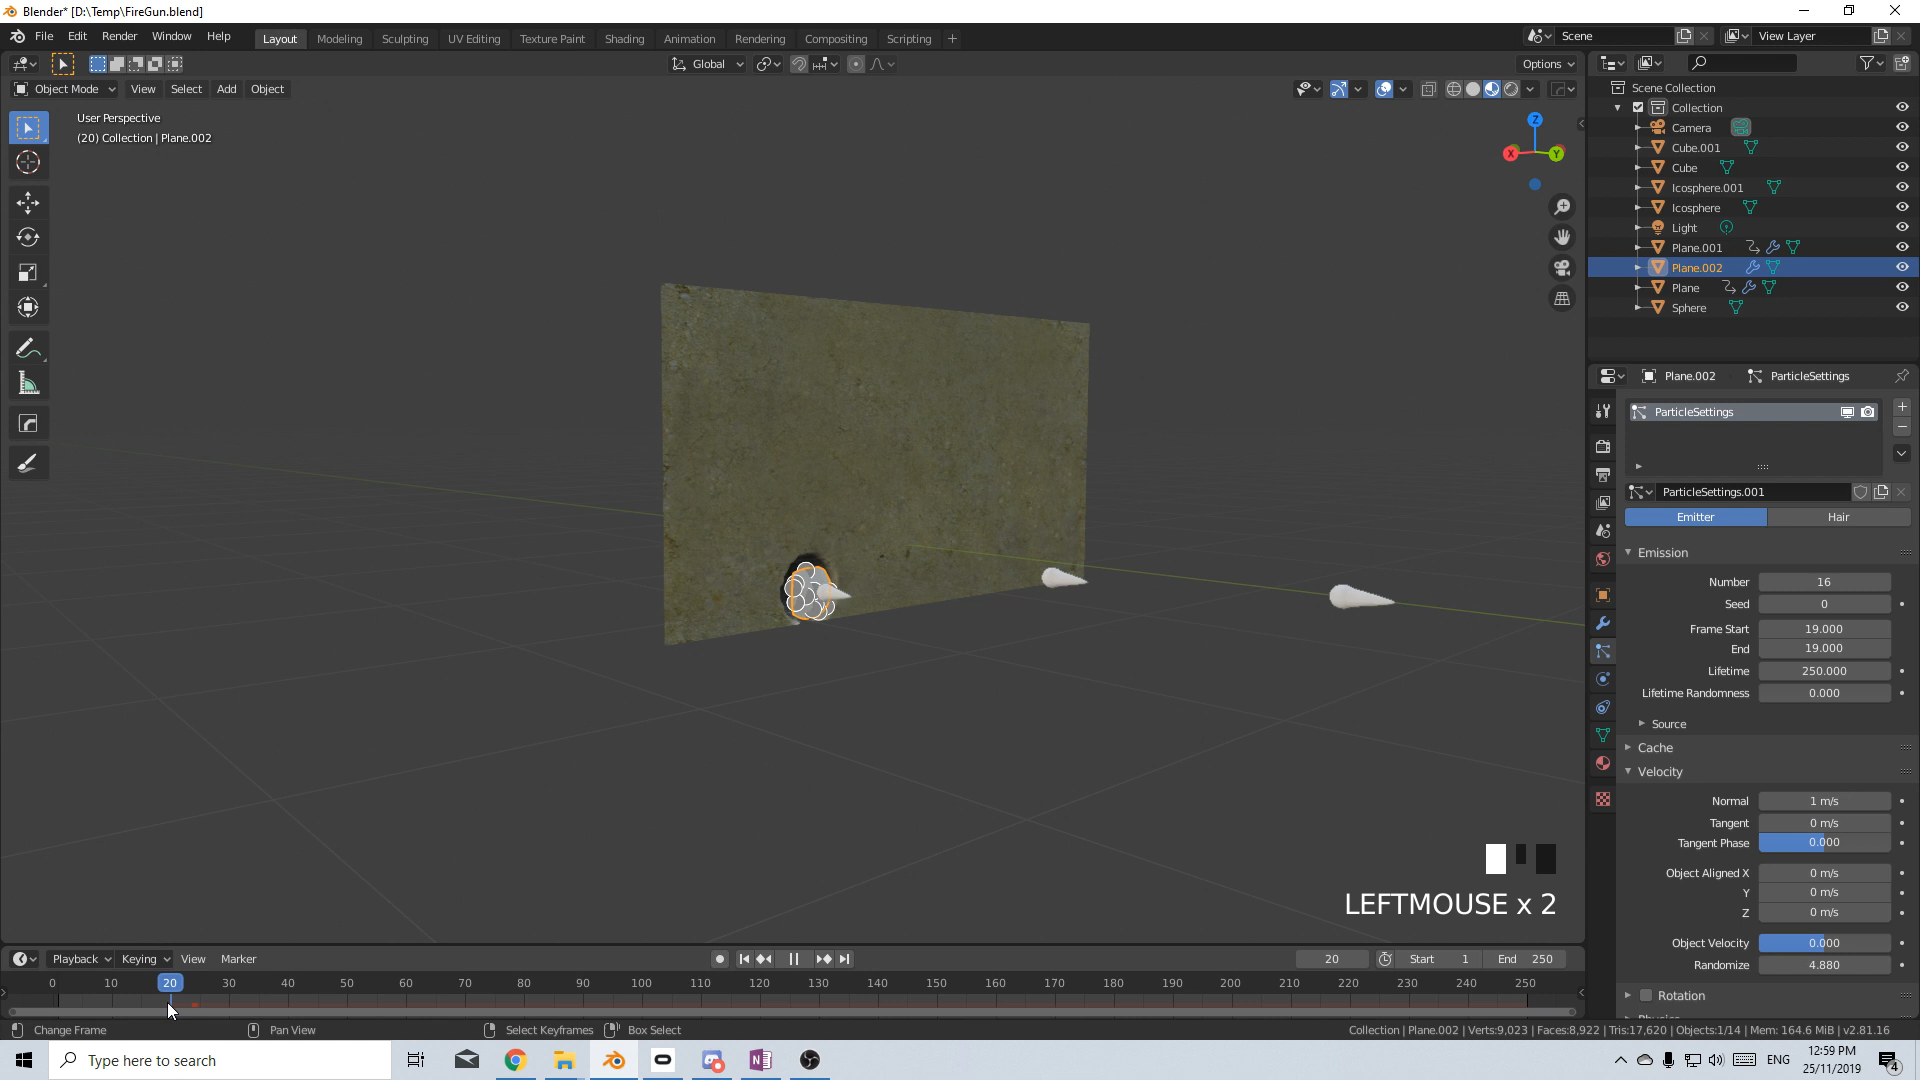 Blender* [D:\Temp\FireGun.blend]
File Edit Render Window Help
Layout Modeling Sculpting UV Editing Texture Paint Shading Animation Rendering Compositing Scripting +
Scene
View Layer
Global
Options
Object Mode View Select Add Object
User Perspective
(20) Collection | Plane.002
Z
X
Y
LEFTMOUSE x 2
Scene Collection
Collection
Camera
Cube.001
Cube
Icosphere.001
Icosphere
Light
Plane.001
Plane.002
Plane
Sphere
Plane.002 ParticleSettings
ParticleSettings
ParticleSettings.001
Emitter Hair
Emission
Number 16
Seed 0
Frame Start 19.000
End 19.000
Lifetime 250.000
Lifetime Randomness 0.000
Source
Cache
Velocity
Normal 1 m/s
Tangent 0 m/s
Tangent Phase 0.000
Object Aligned X 0 m/s
Y 0 m/s
Z 0 m/s
Object Velocity 0.000
Randomize 4.880
Rotation
Playback Keying View Marker
20 Start 1 End 250
0 10 20 30 40 50 60 70 80 90 100 110 120 130 140 150 160 170 180 190 200 210 220 230 240 250
Change Frame Pan View Select Keyframes Box Select
Collection | Plane.002 | Verts:9,023 | Faces:8,922 | Tris:17,620 | Objects:1/14 | Mem: 164.6 MiB | v2.81.16
Type here to search
ENG
12:59 PM
25/11/2019
4